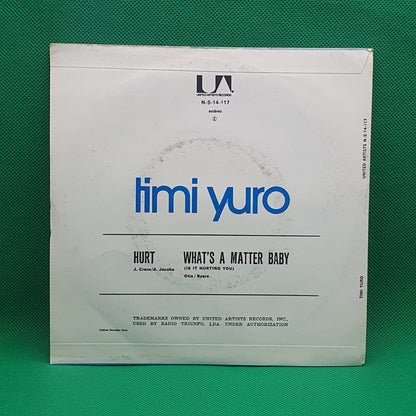 UA
UNITED ARTISTS RECORDS
N-S-14-117
estéreo
timi yuro
HURT
J. Crane/A. Jacobs
WHAT'S A MATTER BABY
(IS IT HURTING YOU)
Otis / Byers
TRADEMARKS OWNED BY UNITED ARTISTS RECORDS, INC.,
USED BY RADIO TRIUNFO, LDA. UNDER AUTHORIZATION
UNITED ARTISTS N-S-14-117
TIMI YURO